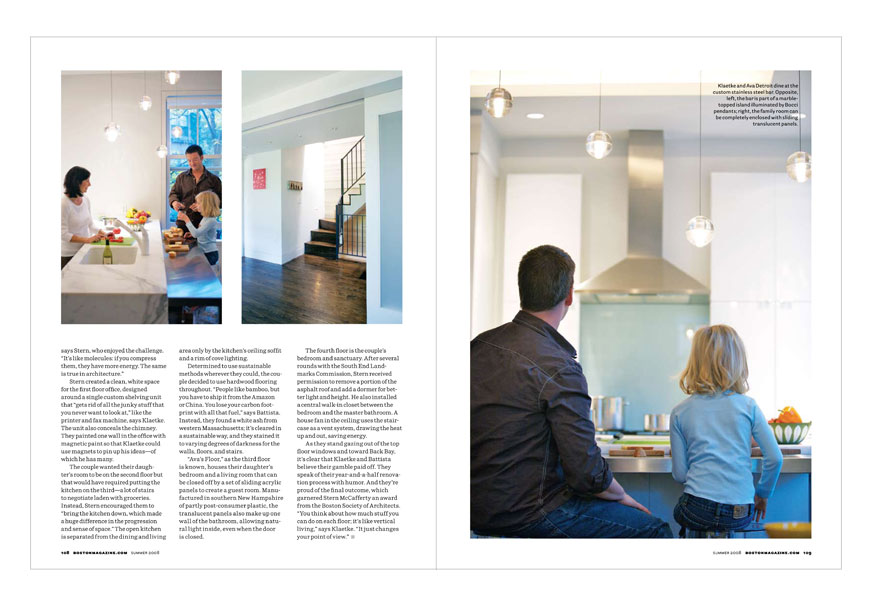 says Stern, who enjoyed the challenge.
"It's like molecules: if you compress
them, they have more energy. The same
is true in architecture."
Stern created a clean, white space
for the first floor office, designed
around a single custom shelving unit
that "gets rid of all the junky stuff that
you never want to look at," like the
printer and fax machine, says Klaetke.
The unit also conceals the chimney.
They painted one wall in the office with
magnetic paint so that Klaetke could
use magnets to pin up his ideas—of
which he has many.
The couple wanted their daugh-
ter's room to be on the second floor but
that would have required putting the
kitchen on the third—a lot of stairs
to negotiate laden with groceries.
Instead, Stern encouraged them to
"bring the kitchen down, which made
a huge difference in the progression
and sense of space." The open kitchen
is separated from the dining and living
area only by the kitchen's ceiling soffit
and a rim of cove lighting.
Determined to use sustainable
methods wherever they could, the cou-
ple decided to use hardwood flooring
throughout. "People like bamboo, but
you have to ship it from the Amazon
or China. You lose your carbon foot-
print with all that fuel," says Battista.
Instead, they found a white ash from
western Massachusetts; it's cleared in
a sustainable way, and they stained it
to varying degrees of darkness for the
walls, floors, and stairs.
"Ava's Floor," as the third floor
is known, houses their daughter's
bedroom and a living room that can
be closed off by a set of sliding acrylic
panels to create a guest room. Manu-
factured in southern New Hampshire
of partly post-consumer plastic, the
translucent panels also make up one
wall of the bathroom, allowing natu-
ral light inside, even when the door
is closed.
The fourth floor is the couple's
bedroom and sanctuary. After several
rounds with the South End Land-
marks Commission, Stern received
permission to remove a portion of the
asphalt roof and add a dormer for bet-
ter light and height. He also installed
a central walk-in closet between the
bedroom and the master bathroom. A
house fan in the ceiling uses the stair-
case as a vent system, drawing the heat
up and out, saving energy.
As they stand gazing out of the top
floor windows and toward Back Bay,
it's clear that Klaetke and Battista
believe their gamble paid off. They
speak of their year-and-a-half renova-
tion process with humor. And they're
proud of the final outcome, which
garnered Stern McCafferty an award
from the Boston Society of Architects.
"You think about how much stuff you
can do on each floor; it's like vertical
living," says Klaetke. "It just changes
your point of view."
108 BOSTONMAGAZINE.COM SUMMER 2008
Klaetke and Ava Detroit dine at the
custom stainless steel bar. Opposite,
left, the bar is part of a marble-
topped island illuminated by Bocci
pendants; right, the family room can
be completely enclosed with sliding
translucent panels.
SUMMER 2008 BOSTONMAGAZINE.COM 109